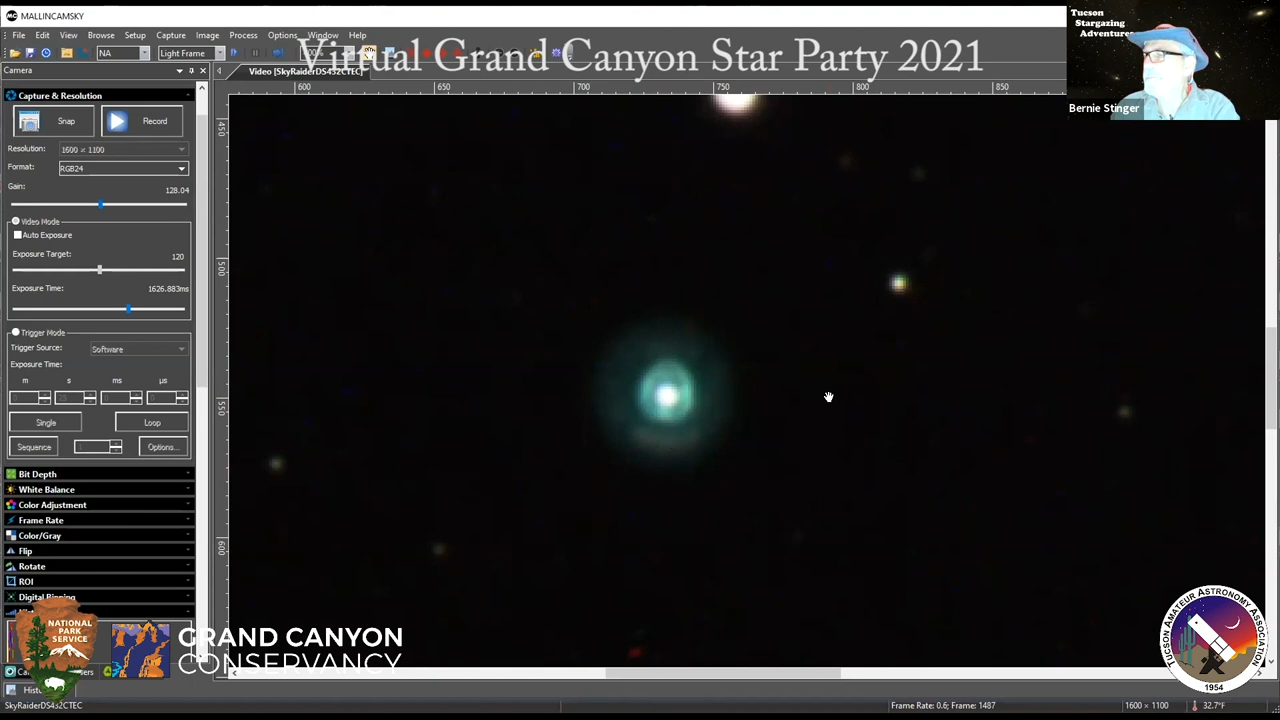 MALLINCAMSKY
Virtual Grand Canyon Star Party 2021
Tucson
Stargazing
Adventures
Bernie Stinger
File Edit View Browse Setup Capture Image Process Options Window Help
NA Light Frame 100%
Camera
Video [SkyRaiderDS432CTEC]
600 650 700 750 800 850
450
500
550
600
Capture & Resolution
Snap Record
Resolution: 1600 x 1100
Format: RGB24
Gain: 128.04
Video Mode
Auto Exposure
Exposure Target: 120
Exposure Time: 1626.883ms
Trigger Mode
Trigger Source: Software
Exposure Time:
m s ms µs
Single Loop
Sequence 1 Options...
Bit Depth
White Balance
Color Adjustment
Frame Rate
Color/Gray
Flip
Rotate
ROI
Digital Binning
NATIONAL
PARK
SERVICE
GRAND CANYON
CONSERVANCY
TUCSON AMATEUR ASTRONOMY ASSOCIATION
1954
SkyRaiderDS432CTEC
Frame Rate: 0.6; Frame: 1487
1600 × 1100
32.7°F